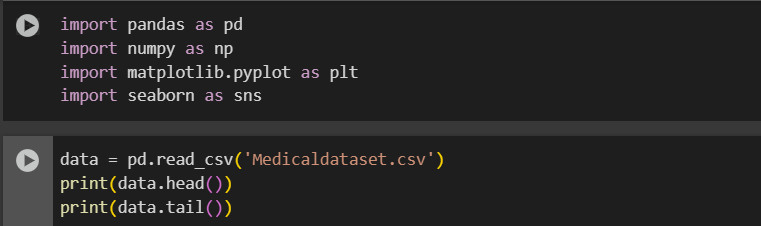 import pandas as pd
import numpy as np
import matplotlib.pyplot as plt
import seaborn as sns
data = pd.read_csv('Medicaldataset.csv')
print(data.head())
print(data.tail())